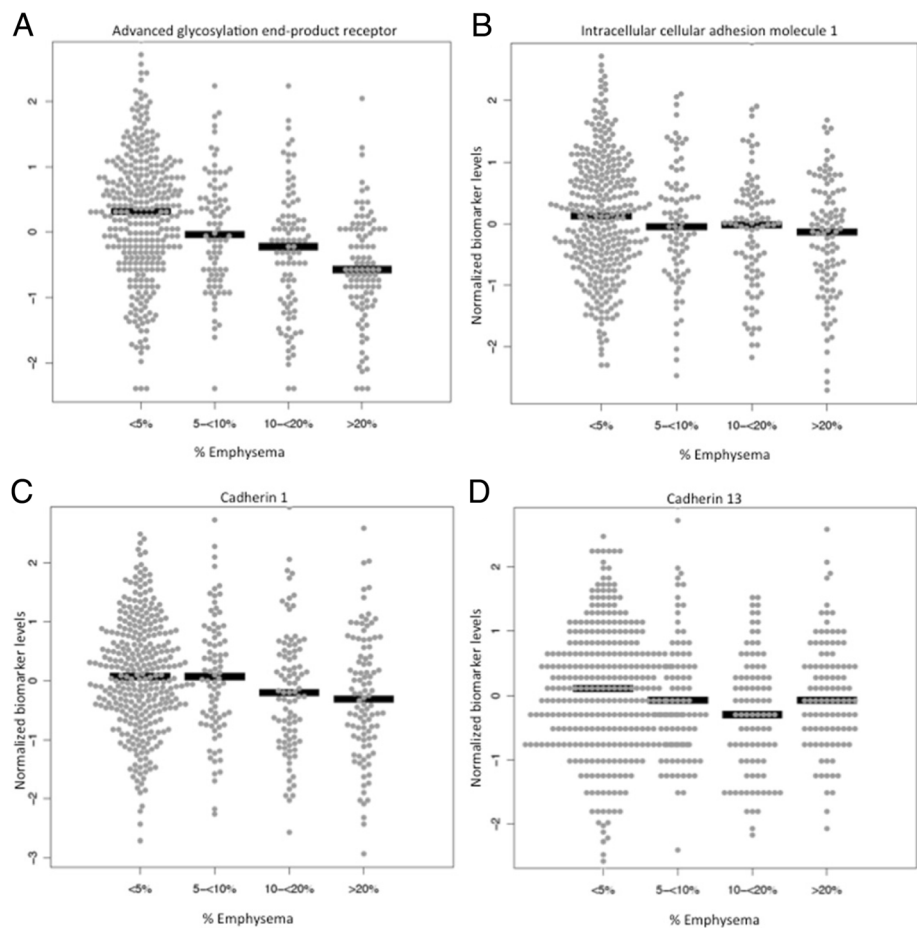 A
Advanced glycosylation end-product receptor
2
1
0
-1
-2
<5%
5-<10%
10-<20%
>20%
% Emphysema
B
Intracellular cellular adhesion molecule 1
Normalized biomarker levels
2
1
0
-1
-2
<5%
5-<10%
10-<20%
>20%
% Emphysema
C
Cadherin 1
Normalized biomarker levels
2
1
0
-1
-2
-3
<5%
5-<10%
10-<20%
>20%
% Emphysema
D
Cadherin 13
Normalized biomarker levels
2
1
0
-1
-2
<5%
5-<10%
10-<20%
>20%
% Emphysema